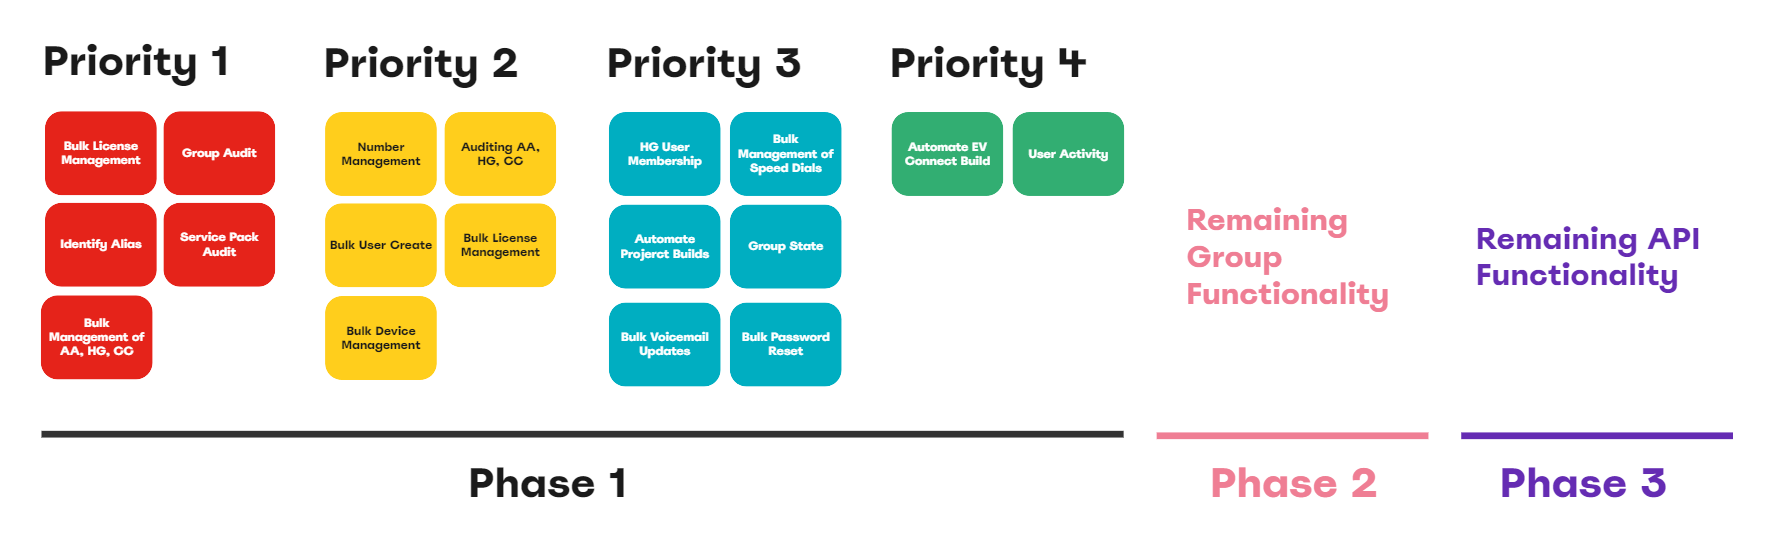 Priority 1
Bulk License
Management
Group Audit
Identify Alias
Service Pack
Audit
Bulk
Management of
AA, HG, CC
Priority 2
Number
Management
Auditing AA,
HG, CC
Bulk User Create
Bulk License
Management
Bulk Device
Management
Priority 3
HG User
Membership
Bulk
Management of
Speed Dials
Automate
Projerct Builds
Group State
Bulk Voicemail
Updates
Bulk Password
Reset
Priority 4
Automate EV
Connect Build
User Activity
Remaining
Group
Functionality
Remaining API
Functionality
Phase 1
Phase 2
Phase 3